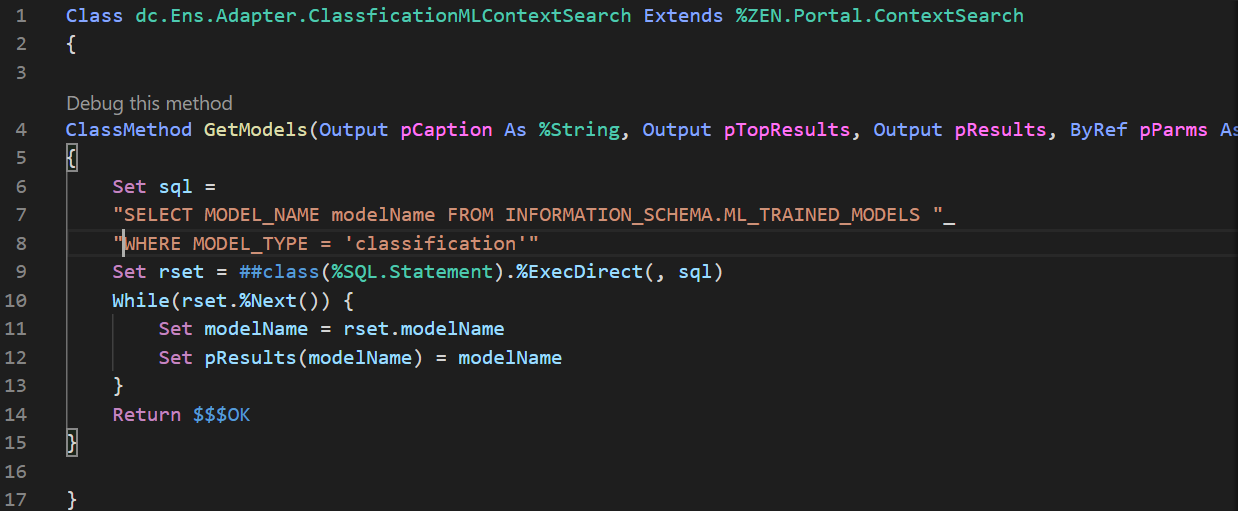 1 Class dc.Ens.Adapter.ClassficationMLContextSearch Extends %ZEN.Portal.ContextSearch
2 {
3
Debug this method
4 ClassMethod GetModels(Output pCaption As %String, Output pTopResults, Output pResults, ByRef pParms As
5 {
6     Set sql =
7     "SELECT MODEL_NAME modelName FROM INFORMATION_SCHEMA.ML_TRAINED_MODELS "_
8     "WHERE MODEL_TYPE = 'classification'"
9     Set rset = ##class(%SQL.Statement).%ExecDirect(, sql)
10     While(rset.%Next()) {
11         Set modelName = rset.modelName
12         Set pResults(modelName) = modelName
13     }
14     Return $$$OK
15 }
16
17 }